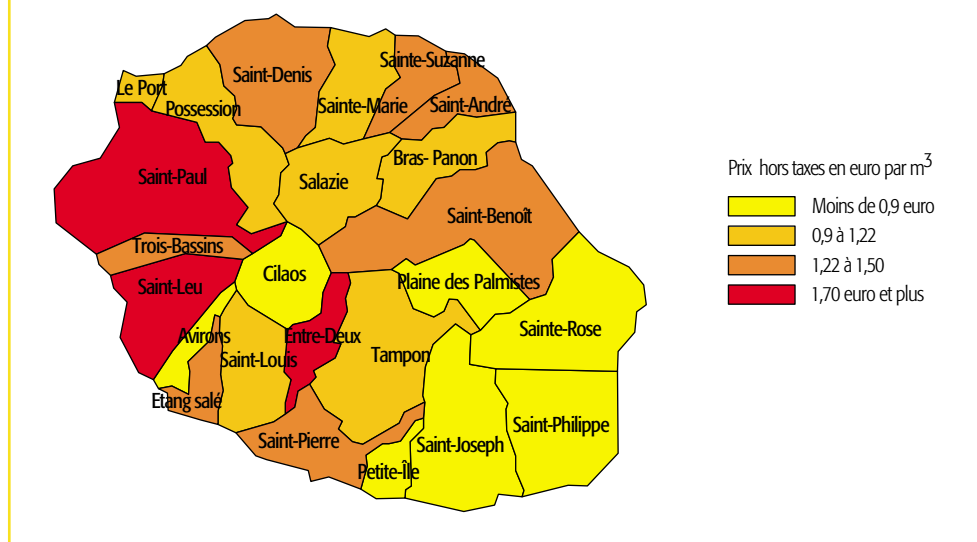 Sainte-Suzanne
Saint-Denis
Le Port
Possession
Sainte-Marie
Saint-André
Bras- Panon
Saint-Paul
Salazie
Saint-Benoît
Trois-Bassins
Cilaos
Plaine des Palmistes
Saint-Leu
Sainte-Rose
Avirons
Entre-Deux
Saint-Louis
Tampon
Etang salé
Saint-Philippe
Saint-Pierre
Saint-Joseph
Petite-Île
Prix hors taxes en euro par m³
Moins de 0,9 euro
0,9 à 1,22
1,22 à 1,50
1,70 euro et plus